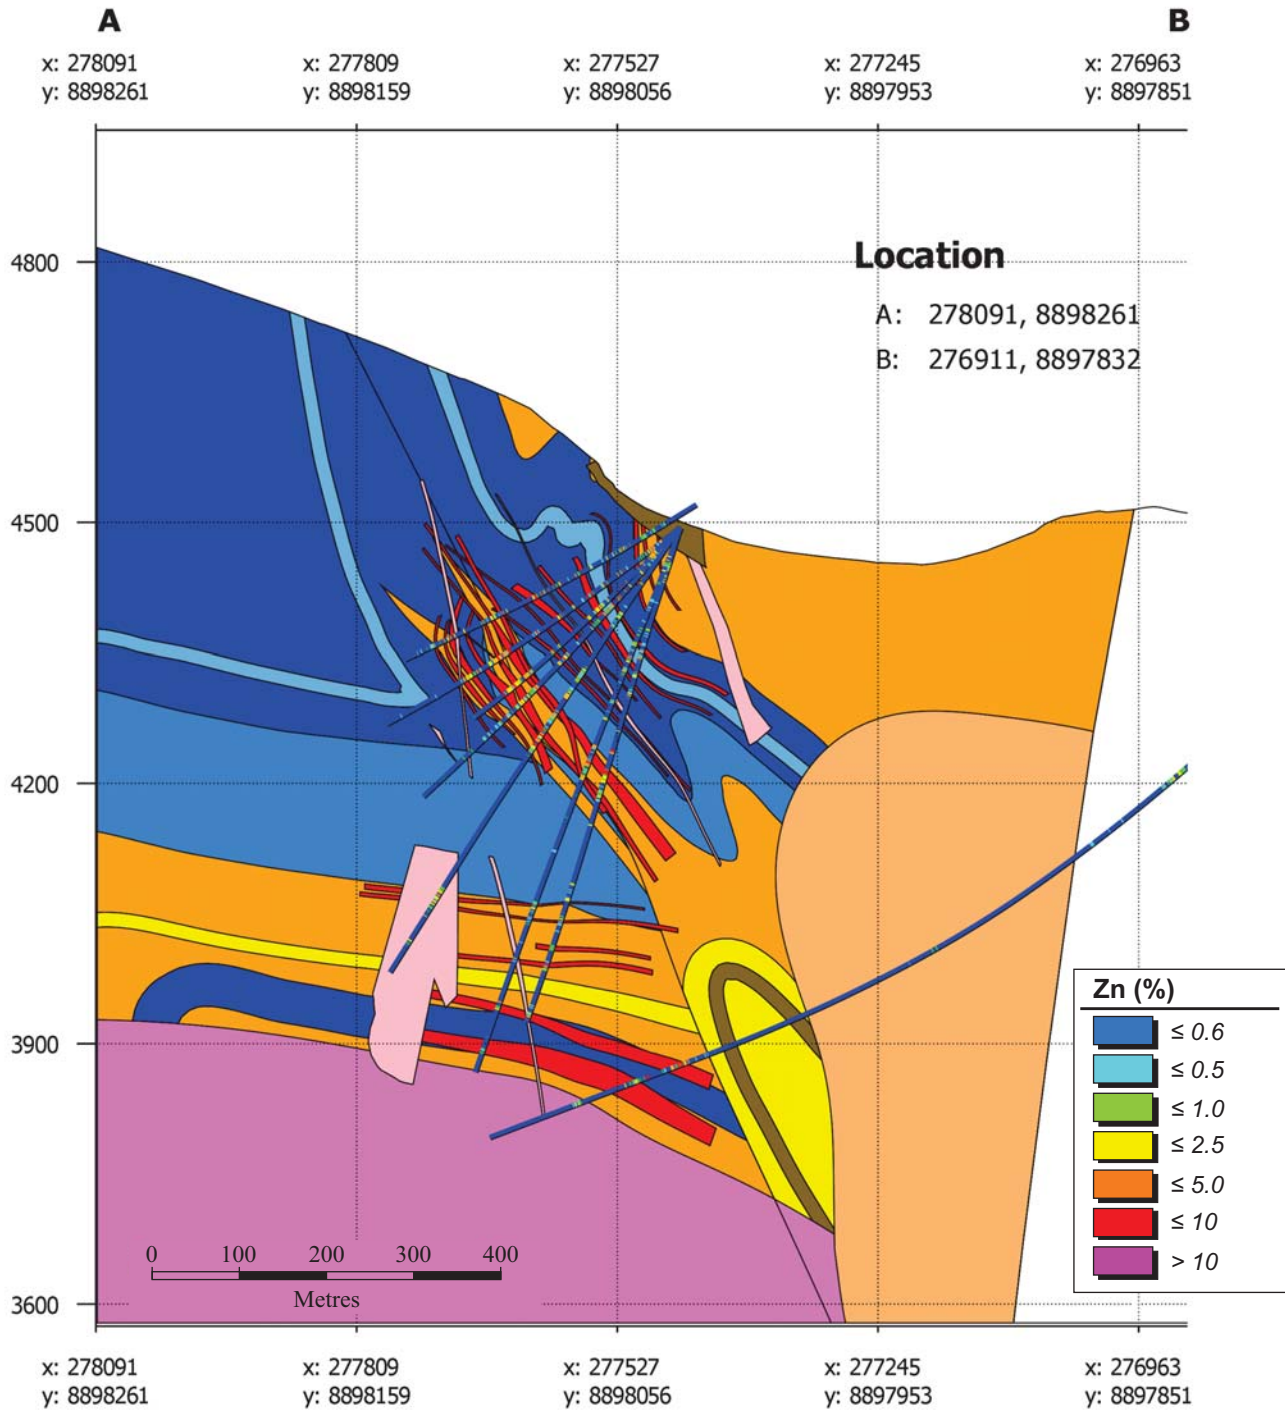 A B
x: 278091 x: 277809 x: 277527 x: 277245 x: 276963
y: 8898261 y: 8898159 y: 8898056 y: 8897953 y: 8897851
4800
Location
A: 278091, 8898261
B: 276911, 8897832
4500
4200
3900
Zn (%)
≤ 0.6
≤ 0.5
≤ 1.0
≤ 2.5
≤ 5.0
≤ 10
> 10
0 100 200 300 400
Metres
3600
x: 278091 x: 277809 x: 277527 x: 277245 x: 276963
y: 8898261 y: 8898159 y: 8898056 y: 8897953 y: 8897851